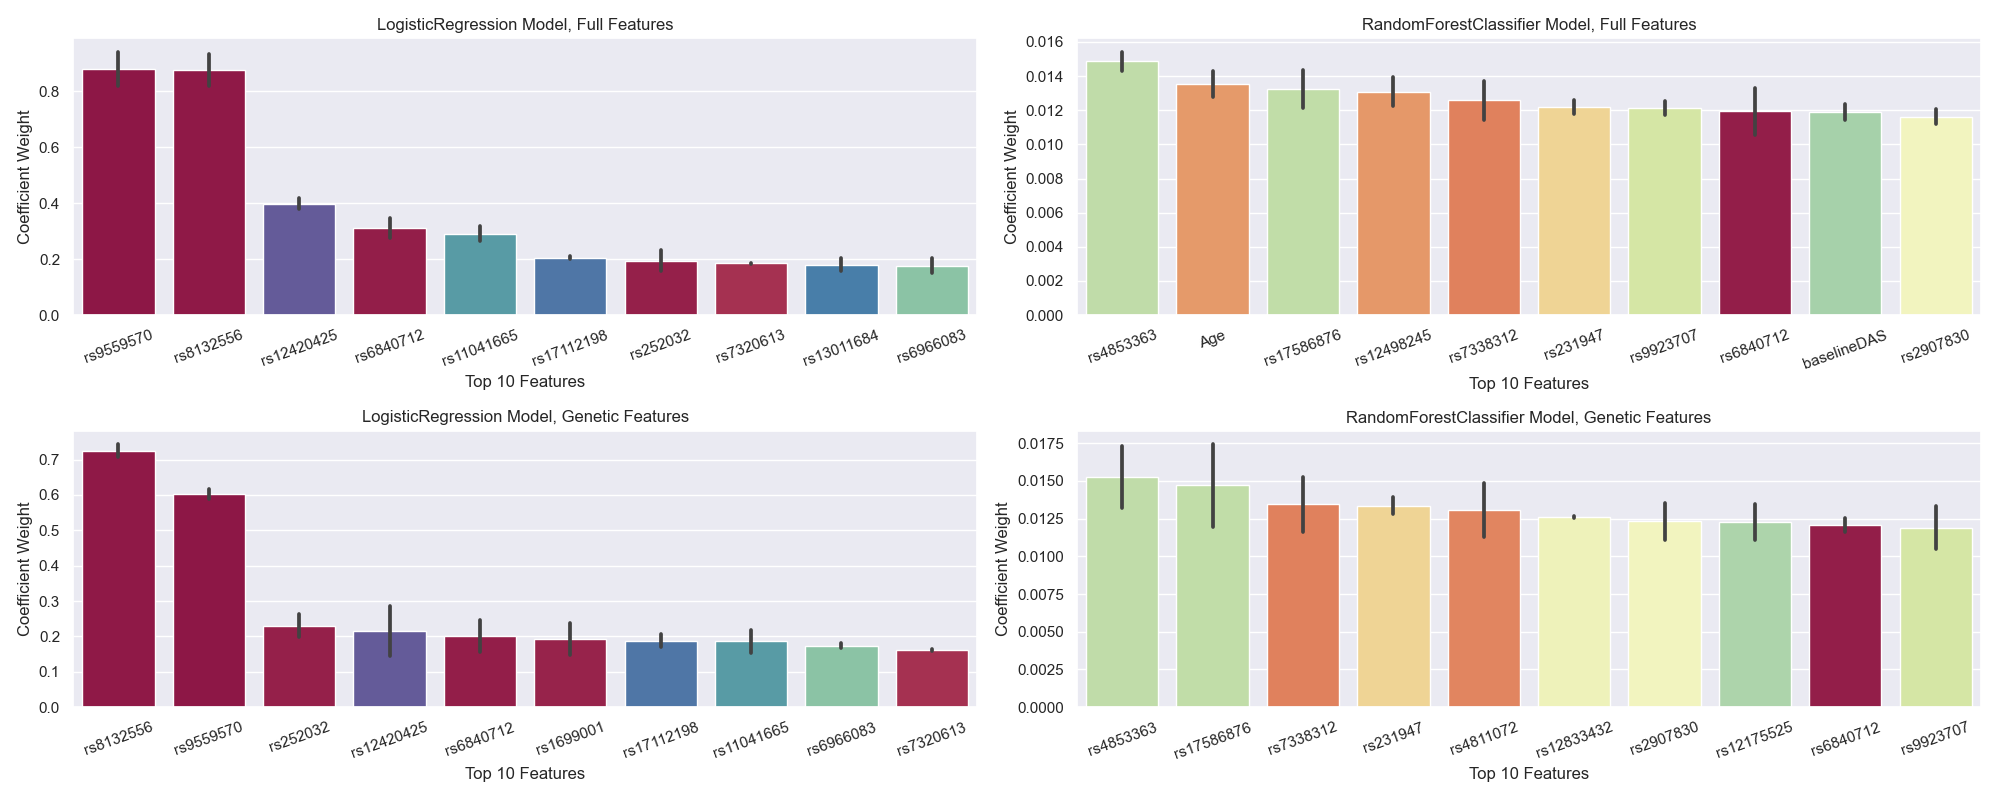 LogisticRegression Model, Full Features
Coefficient Weight
0.8
0.6
0.4
0.2
0.0
rs9559570
rs8132556
rs12420425
rs6840712
rs11041665
rs17112198
rs252032
rs7320613
rs13011684
rs6966083
Top 10 Features
RandomForestClassifier Model, Full Features
Coefficient Weight
0.016
0.014
0.012
0.010
0.008
0.006
0.004
0.002
0.000
rs4853363
Age
rs17586876
rs12498245
rs7338312
rs231947
rs9923707
rs6840712
baselineDAS
rs2907830
Top 10 Features
LogisticRegression Model, Genetic Features
Coefficient Weight
0.7
0.6
0.5
0.4
0.3
0.2
0.1
0.0
rs8132556
rs9559570
rs252032
rs12420425
rs6840712
rs1699001
rs17112198
rs11041665
rs6966083
rs7320613
Top 10 Features
RandomForestClassifier Model, Genetic Features
Coefficient Weight
0.0175
0.0150
0.0125
0.0100
0.0075
0.0050
0.0025
0.0000
rs4853363
rs17586876
rs7338312
rs231947
rs4811072
rs12833432
rs2907830
rs12175525
rs6840712
rs9923707
Top 10 Features